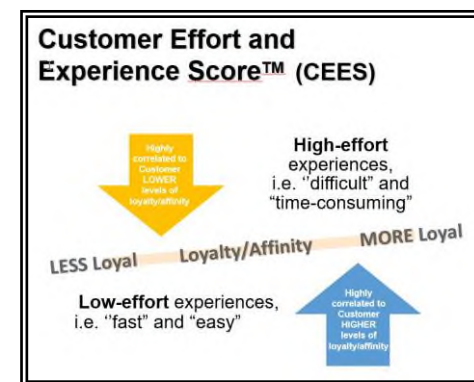 Customer Effort and
Experience Score™ (CEES)
Highly
correlated to
Customer
LOWER
levels of
loyalty/affinity
High-effort
experiences,
i.e. "difficult" and
"time-consuming"
LESS Loyal Loyalty/Affinity MORE Loyal
Low-effort experiences,
i.e. "fast" and "easy"
Highly
correlated to
Customer
HIGHER
levels of
loyalty/affinity